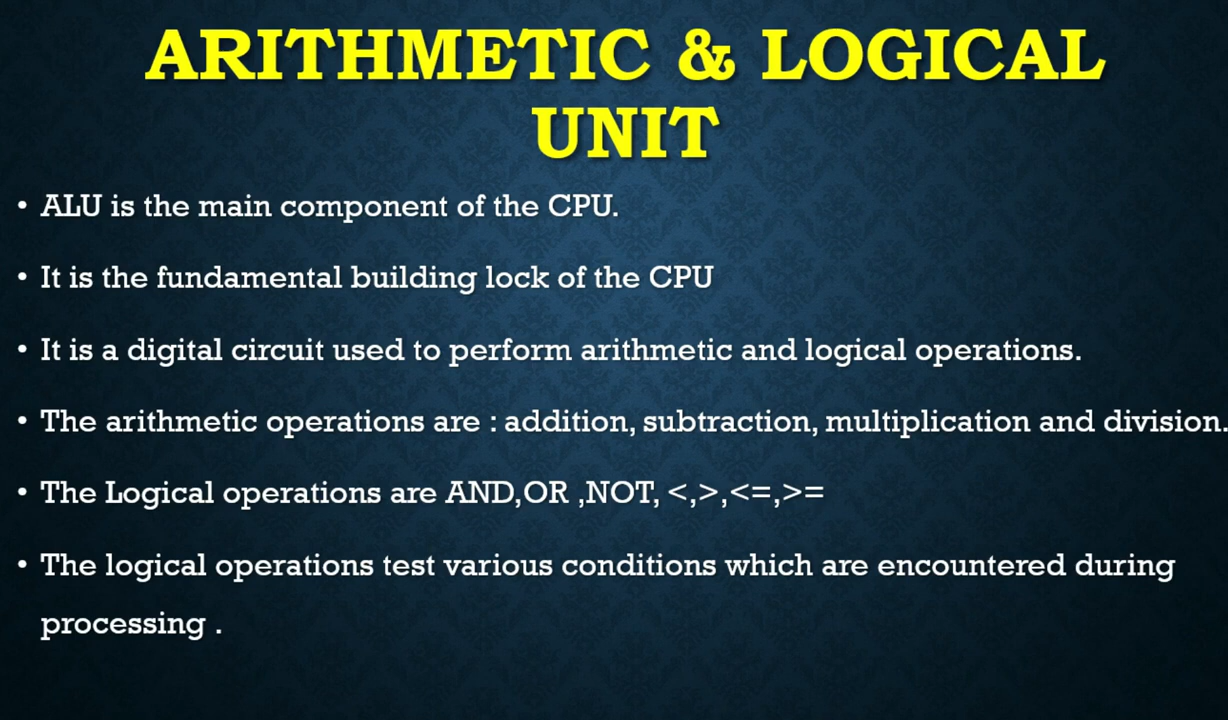 ARITHMETIC & LOGICAL
UNIT
• ALU is the main component of the CPU.
• It is the fundamental building lock of the CPU
• It is a digital circuit used to perform arithmetic and logical operations.
• The arithmetic operations are : addition, subtraction, multiplication and division.
• The Logical operations are AND,OR ,NOT, <,>,<=,>=
• The logical operations test various conditions which are encountered during
processing .